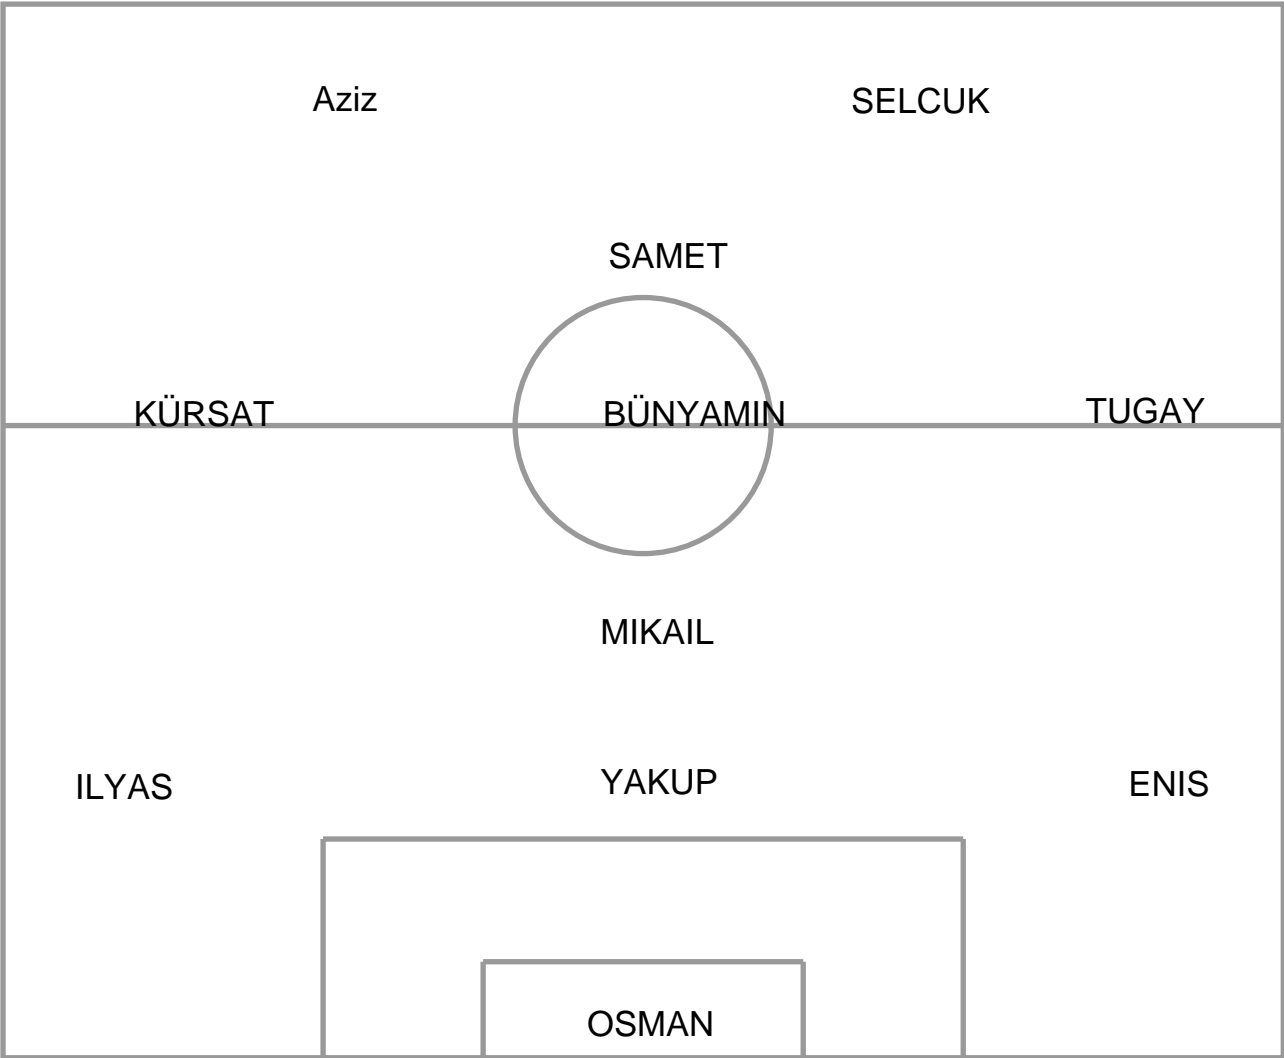 Aziz
SELCUK
SAMET
KÜRSAT
BÜNYAMIN
TUGAY
MIKAIL
ILYAS
YAKUP
ENIS
OSMAN